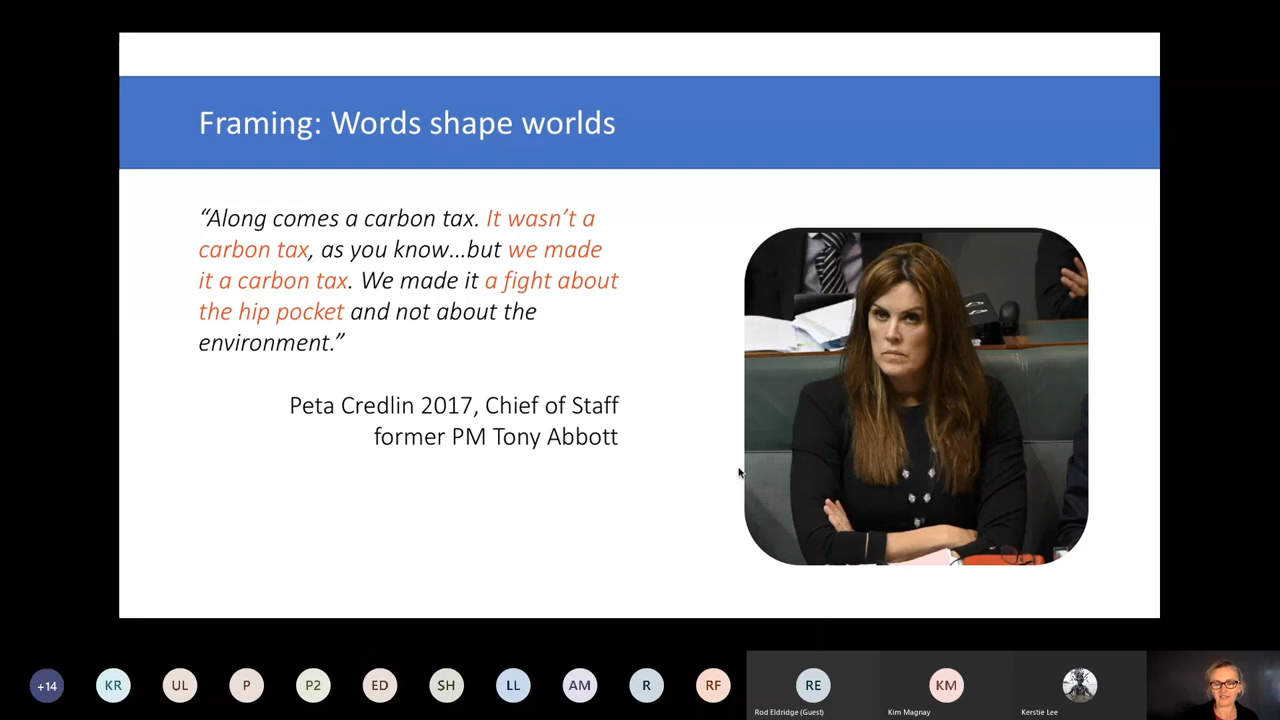 Framing: Words shape worlds
“Along comes a carbon tax. It wasn’t a
carbon tax, as you know…but we made
it a carbon tax. We made it a fight about
the hip pocket and not about the
environment.”
Peta Credlin 2017, Chief of Staff
former PM Tony Abbott
+14
KR
UL
P
P2
ED
SH
LL
AM
R
RF
RE
KM
Rod Eldridge (Guest)
Kim Magnay
Kerstie Lee